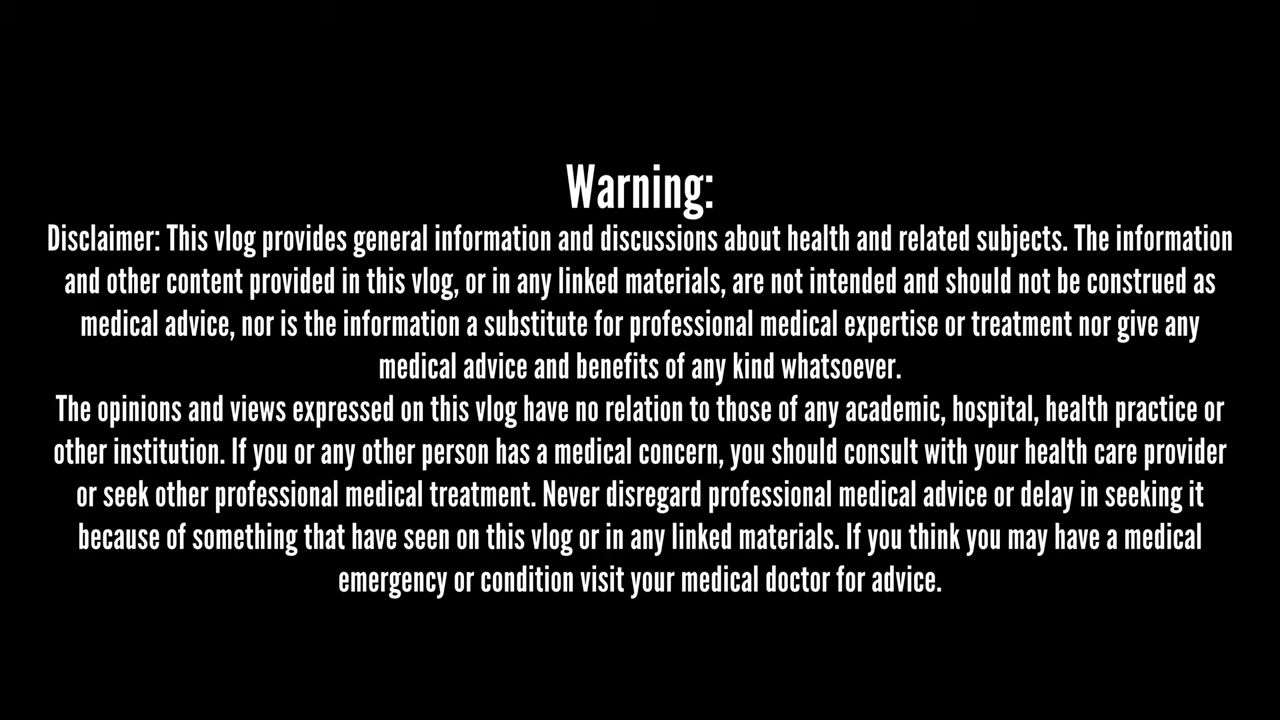 Warning:
Disclaimer: This vlog provides general information and discussions about health and related subjects. The information
and other content provided in this vlog, or in any linked materials, are not intended and should not be construed as
medical advice, nor is the information a substitute for professional medical expertise or treatment nor give any
medical advice and benefits of any kind whatsoever.
The opinions and views expressed on this vlog have no relation to those of any academic, hospital, health practice or
other institution. If you or any other person has a medical concern, you should consult with your health care provider
or seek other professional medical treatment. Never disregard professional medical advice or delay in seeking it
because of something that have seen on this vlog or in any linked materials. If you think you may have a medical
emergency or condition visit your medical doctor for advice.